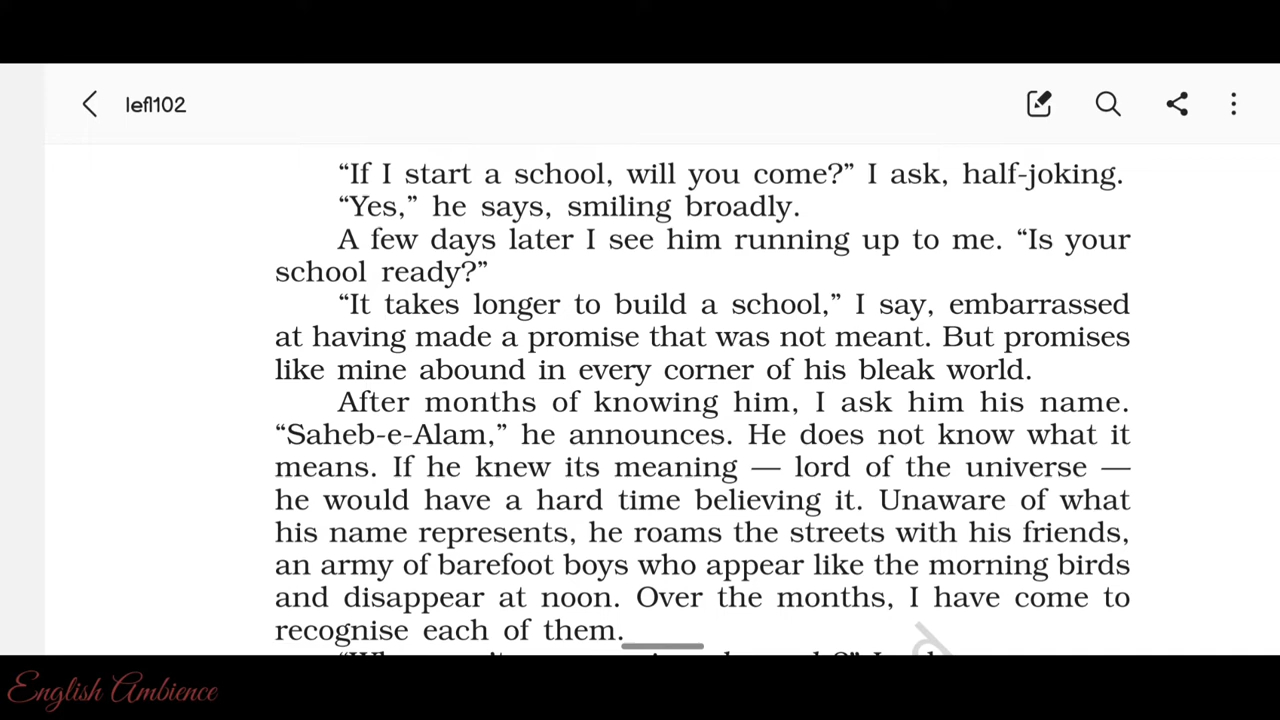 lefl102
“If I start a school, will you come?” I ask, half-joking.
“Yes,” he says, smiling broadly.
A few days later I see him running up to me. “Is your
school ready?”
“It takes longer to build a school,” I say, embarrassed
at having made a promise that was not meant. But promises
like mine abound in every corner of his bleak world.
After months of knowing him, I ask him his name.
“Saheb-e-Alam,” he announces. He does not know what it
means. If he knew its meaning — lord of the universe —
he would have a hard time believing it. Unaware of what
his name represents, he roams the streets with his friends,
an army of barefoot boys who appear like the morning birds
and disappear at noon. Over the months, I have come to
recognise each of them.
English Ambience